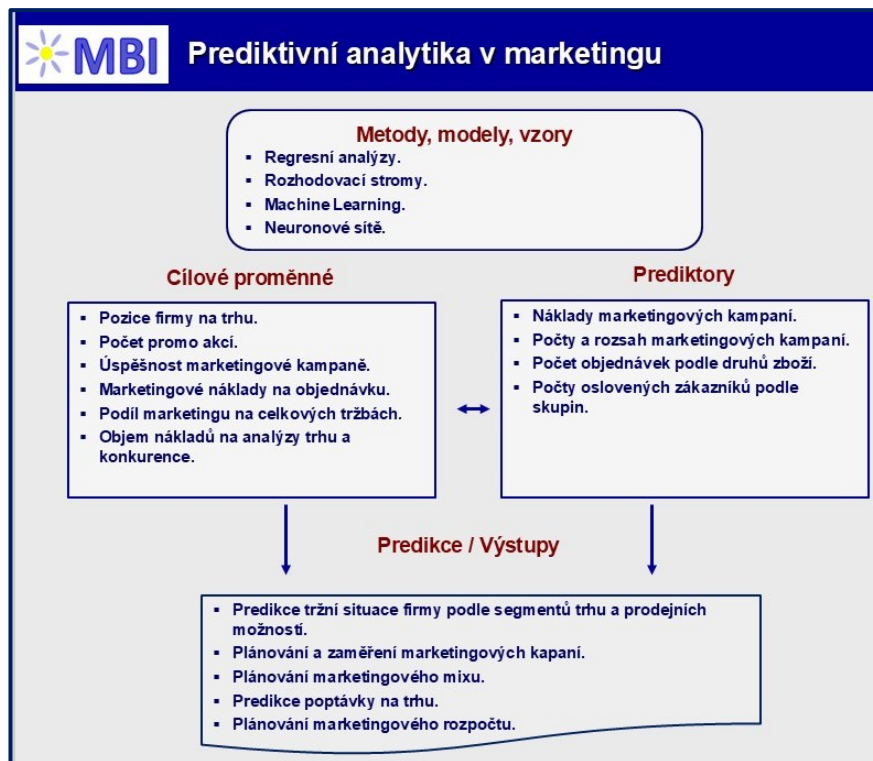 MBI
Prediktivní analytika v marketingu
Metody, modely, vzory
▪ Regresní analýzy.
▪ Rozhodovací stromy.
▪ Machine Learning.
▪ Neuronové sítě.
Cílové proměnné
▪ Pozice firmy na trhu.
▪ Počet promo akcí.
▪ Úspěšnost marketingové kampaně.
▪ Marketingové náklady na objednávku.
▪ Podíl marketingu na celkových tržbách.
▪ Objem nákladů na analýzy trhu a
konkurence.
Prediktory
▪ Náklady marketingových kampaní.
▪ Počty a rozsah marketingových kampaní.
▪ Počet objednávek podle druhů zboží.
▪ Počty oslovených zákazníků podle
skupin.
Predikce / Výstupy
▪ Predikce tržní situace firmy podle segmentů trhu a prodejních
možností.
▪ Plánování a zaměření marketingových kapaní.
▪ Plánování marketingového mixu.
▪ Predikce poptávky na trhu.
▪ Plánování marketingového rozpočtu.